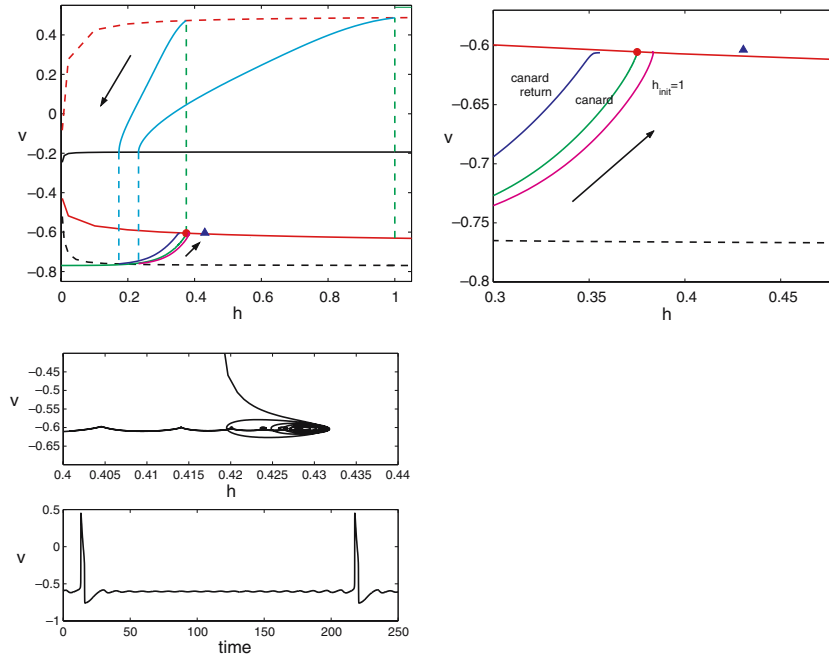 0.4
0.2
0
v
−0.2
−0.4
−0.6
−0.8
0 0.2 0.4 0.6 0.8 1
h
−0.5
−0.6
−0.65
v
−0.7
−0.75
−0.8
0.3 0.35 0.4 0.45
h
canard
return
canard
h_init=1
−0.45
−0.5
v −0.55
−0.6
−0.65
0.4 0.405 0.41 0.415 0.42 0.425 0.43 0.435 0.44
h
0.5
0
v
−0.5
−1
0 50 100 150 200 250
time